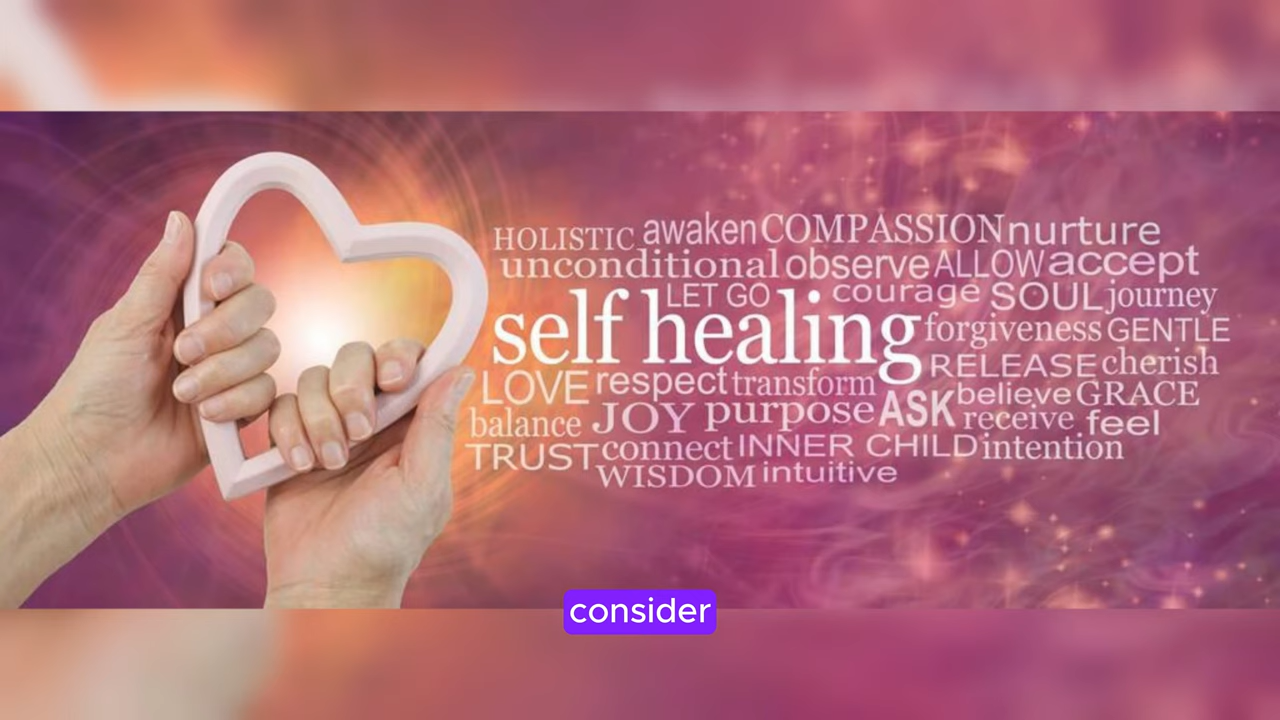 HOLISTIC awaken COMPASSION nurture
unconditional observe ALLOW accept
LET GO courage SOUL journey
self healing forgiveness GENTLE
RELEASE cherish
LOVE respect transform ASK believe GRACE
balance JOY purpose receive feel
TRUST connect INNER CHILD intention
WISDOM intuitive
consider